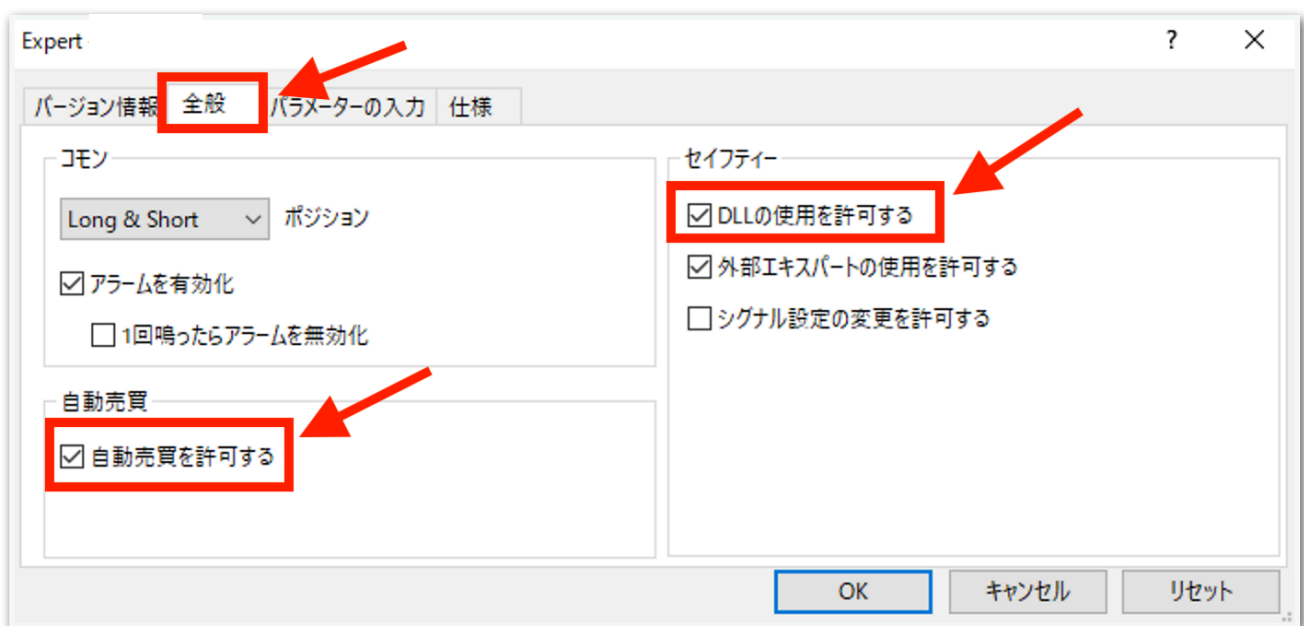 Expert
?
バージョン情報 全般 パラメーターの入力 仕様
コモン
Long & Short ポジション
アラームを有効化
1回鳴ったらアラームを無効化
自動売買
自動売買を許可する
セイフティー
DLLの使用を許可する
外部エキスパートの使用を許可する
シグナル設定の変更を許可する
OK キャンセル リセット